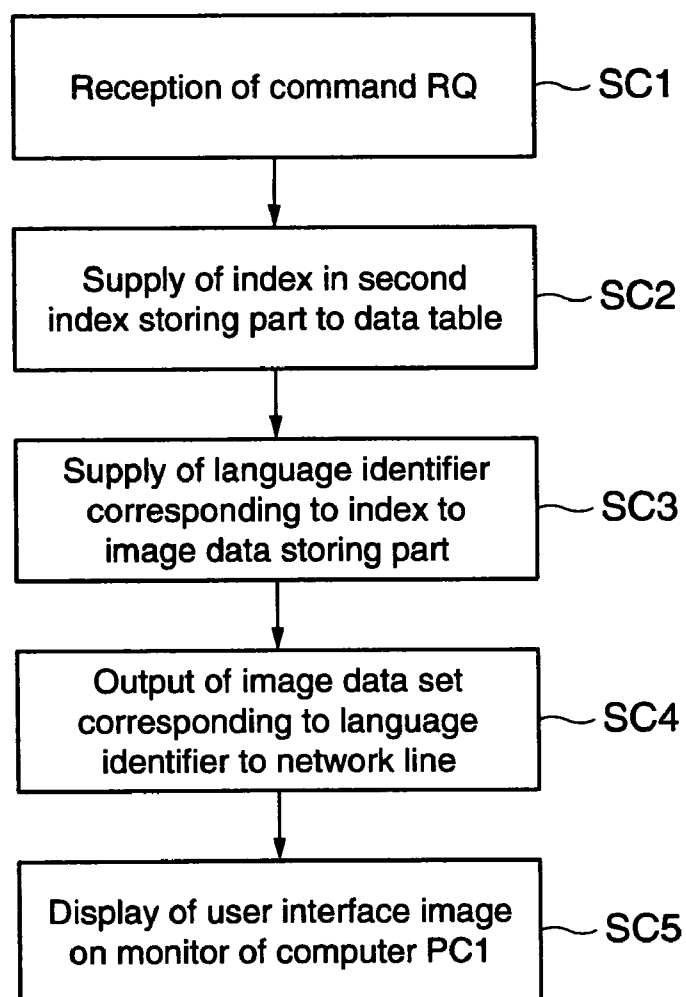 Reception of command RQ
SC1
Supply of index in second
index storing part to data table
SC2
Supply of language identifier
corresponding to index to
image data storing part
SC3
Output of image data set
corresponding to language
identifier to network line
SC4
Display of user interface image
on monitor of computer PC1
SC5